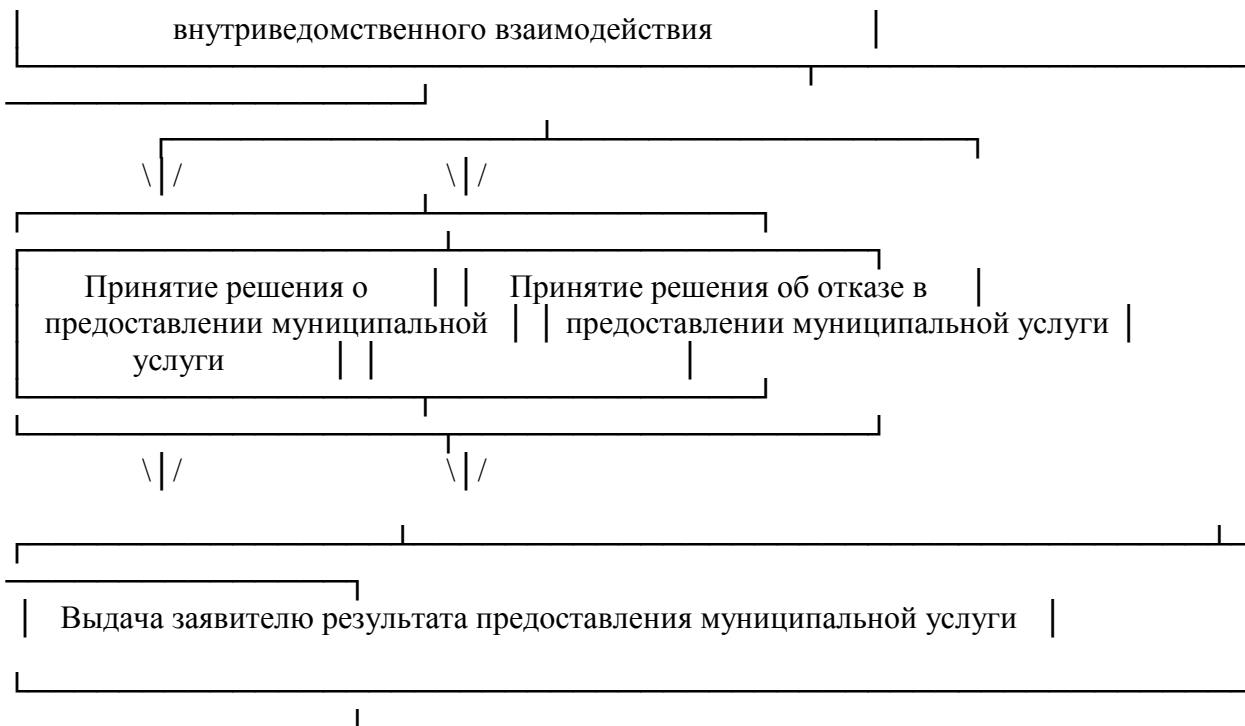 внутриведомственного взаимодействия
Принятие решения о Принятие решения об отказе в
предоставлении муниципальной предоставлении муниципальной услуги
услуги
Выдача заявителю результата предоставления муниципальной услуги